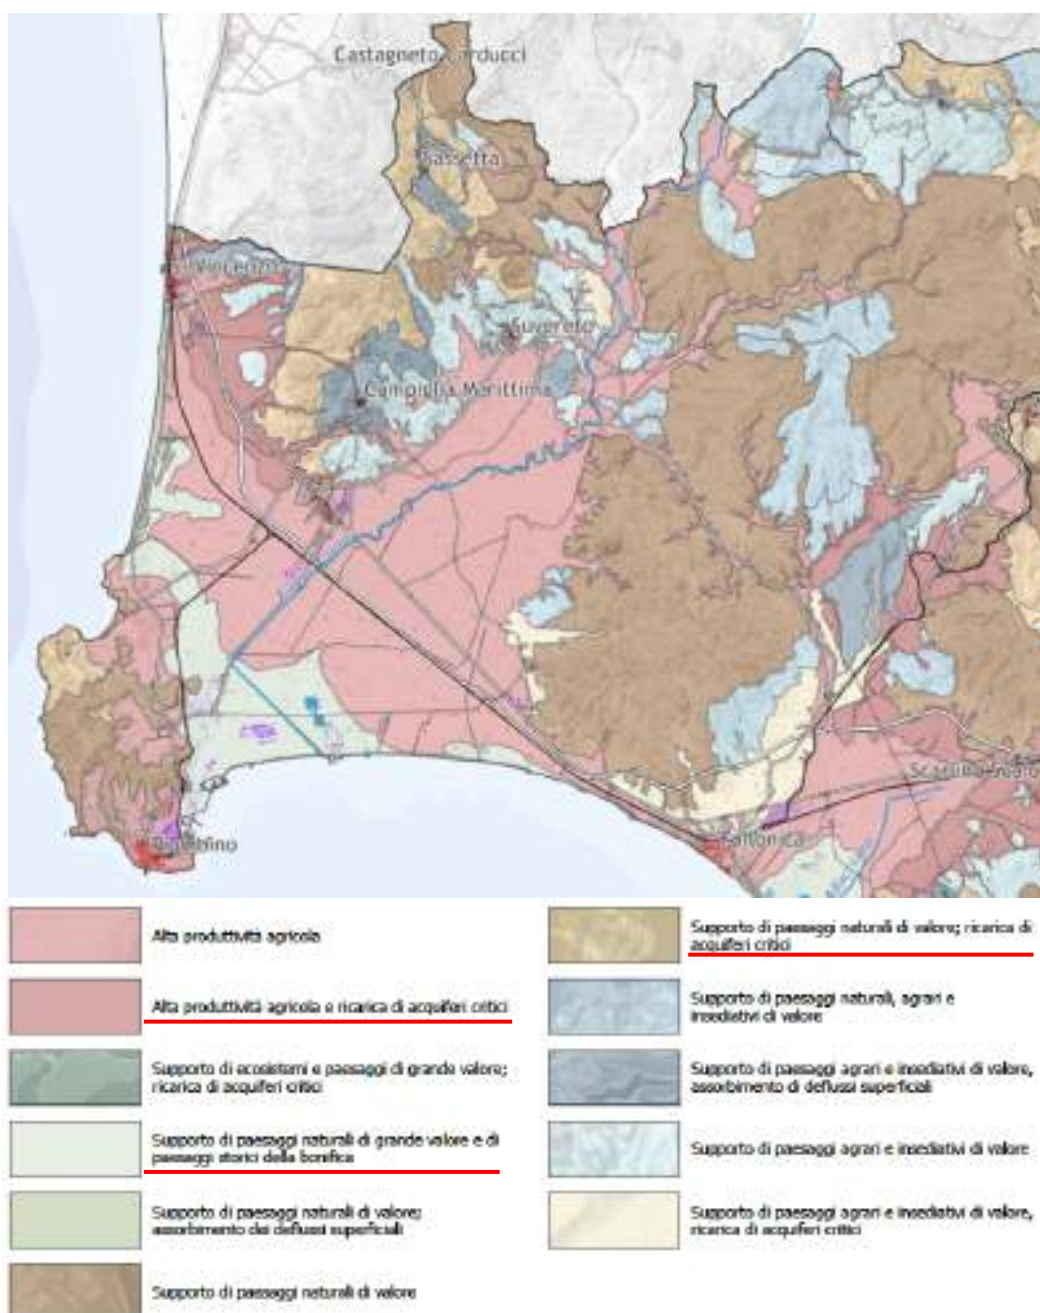 Castagneto Carducci
Sassetta
Vincenzo
Suvereto
Campiglia Marittima
Scarlino Scalo
Piombino
Follonica
Alta produttività agricola
Alta produttività agricola e ricarica di acquiferi critici
Supporto di ecosistemi e paesaggi di grande valore;
ricarica di acquiferi critici
Supporto di paesaggi naturali di grande valore e di
paesaggi storici della bonifica
Supporto di paesaggi naturali di valore;
assorbimento dei deflussi superficiali
Supporto di paesaggi naturali di valore
Supporto di paesaggi naturali di valore; ricarica di
acquiferi critici
Supporto di paesaggi naturali, agrari e
insediativi di valore
Supporto di paesaggi agrari e insediativi di valore,
assorbimento di deflussi superficiali
Supporto di paesaggi agrari e insediativi di valore
Supporto di paesaggi agrari e insediativi di valore,
ricarica di acquiferi critici